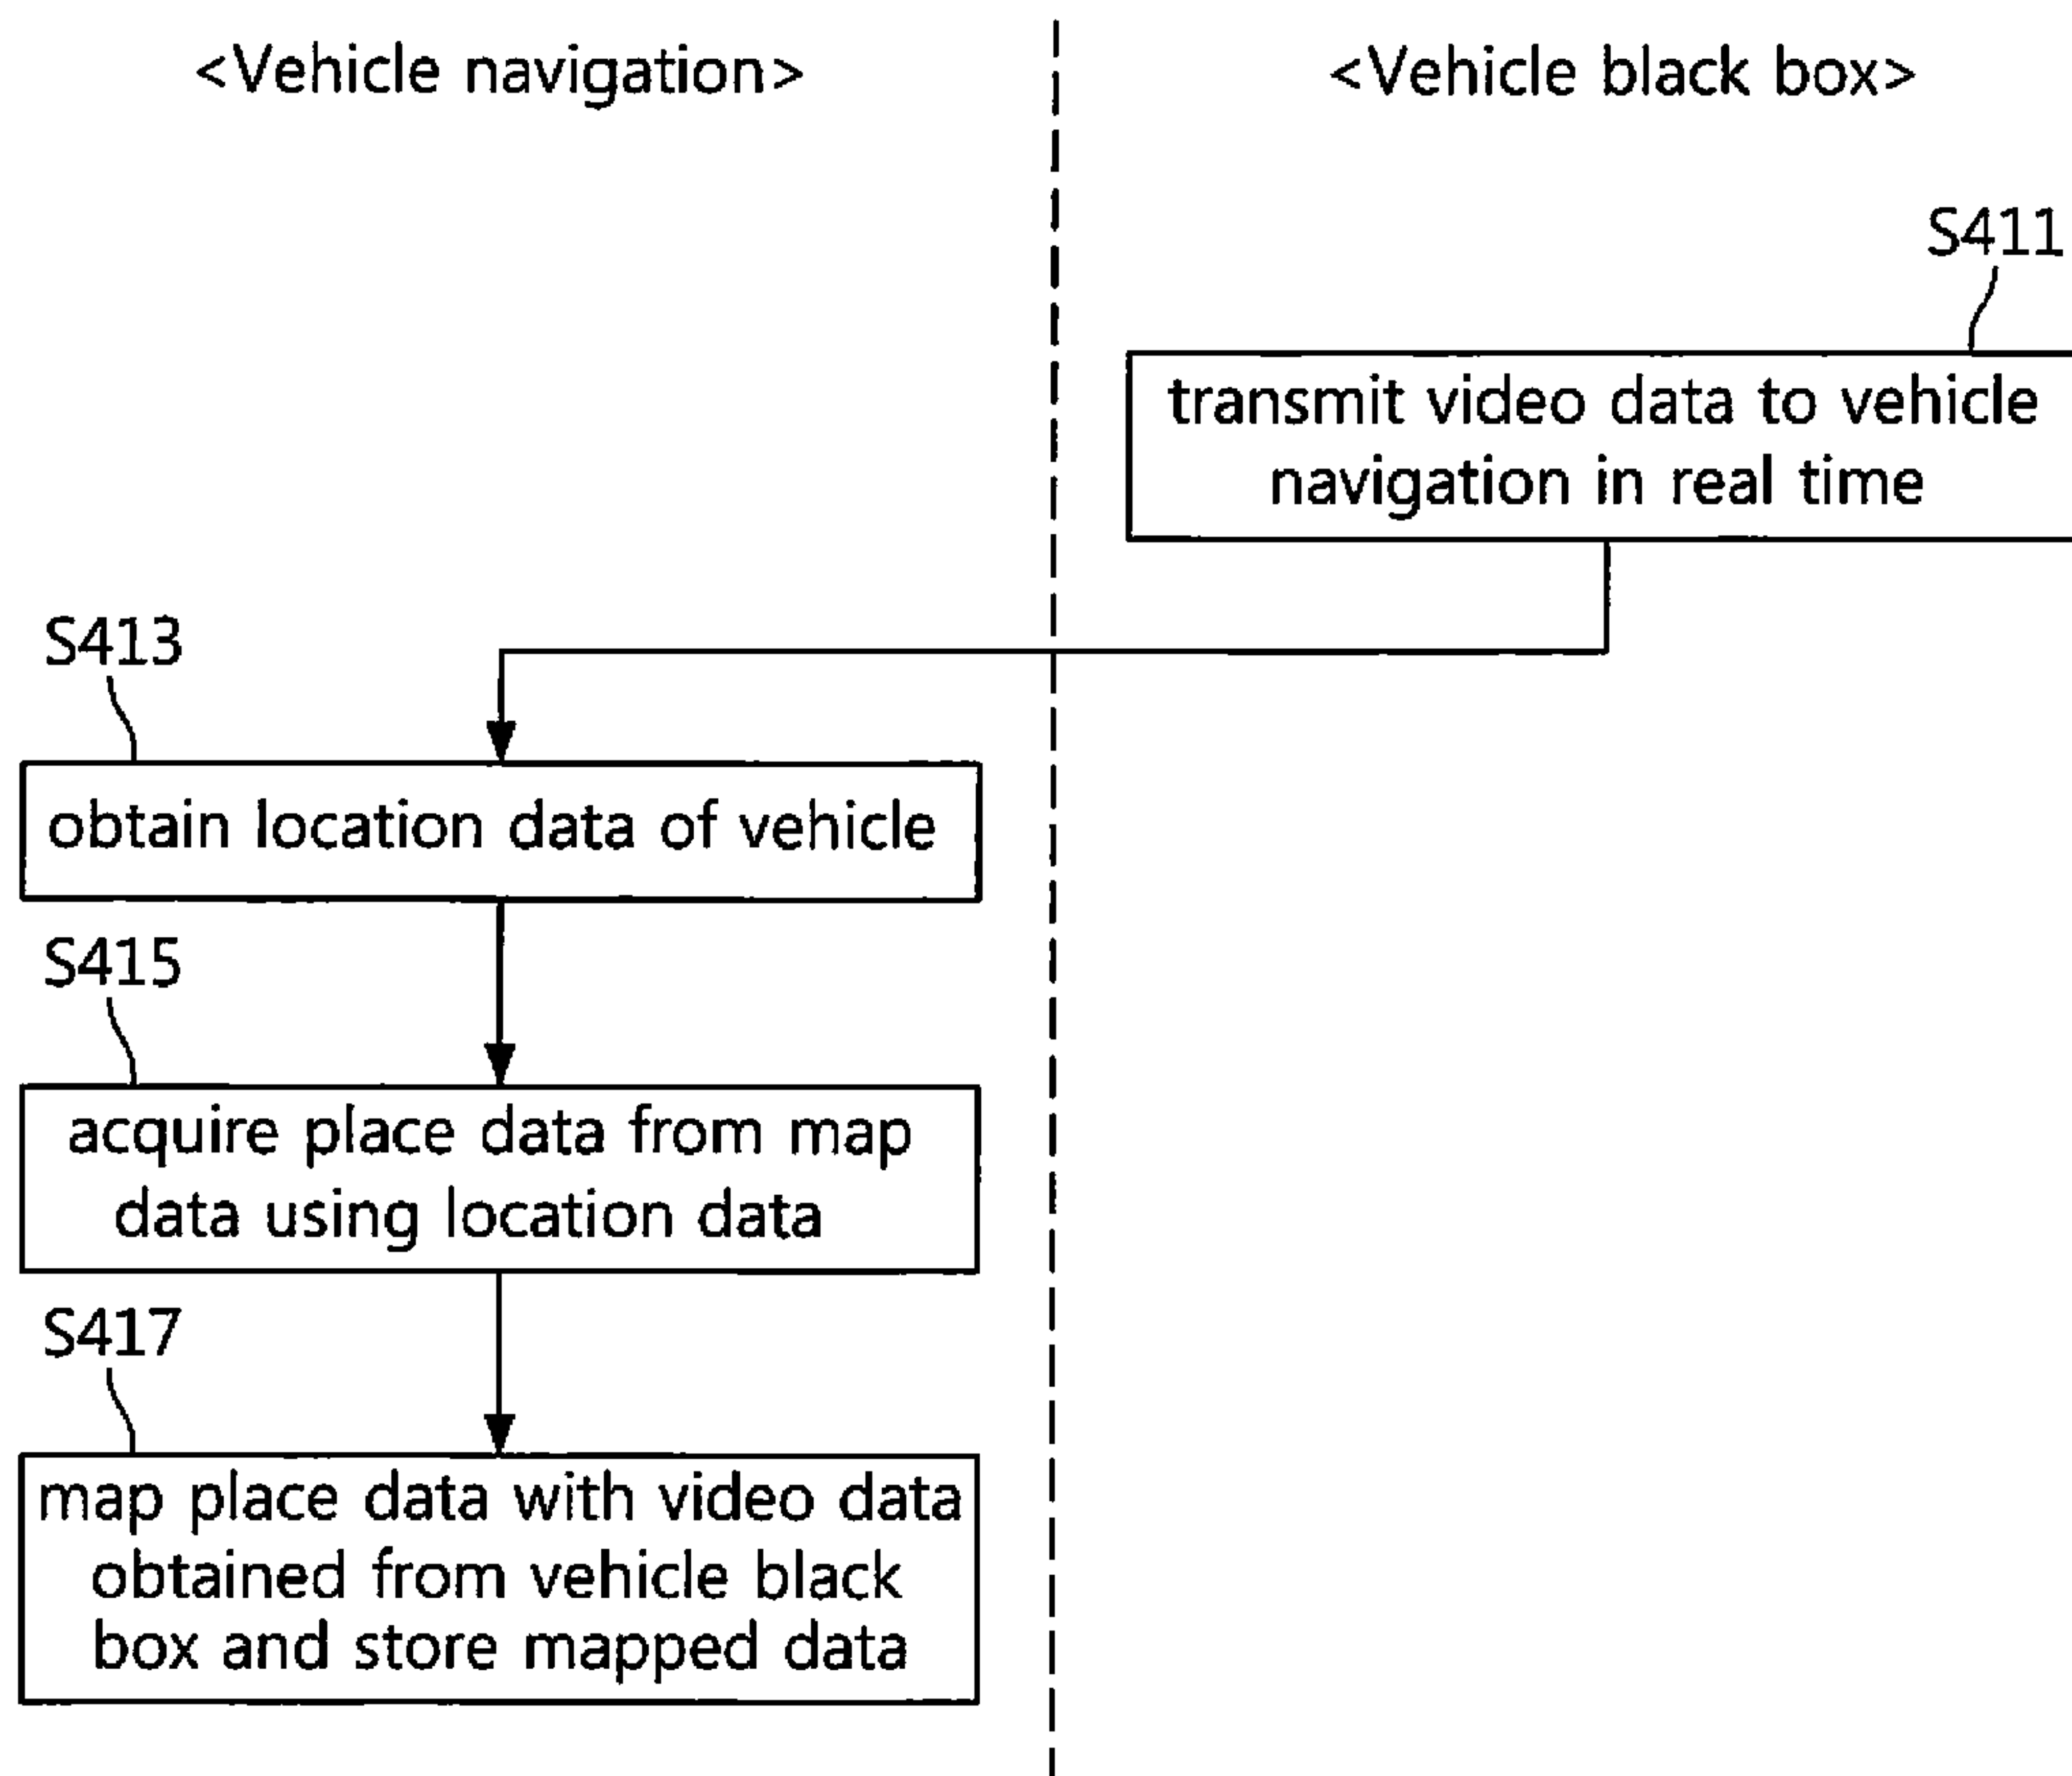 <Vehicle navigation>
<Vehicle black box>
S411
transmit video data to vehicle
navigation in real time
S413
obtain location data of vehicle
S415
acquire place data from map
data using location data
S417
map place data with video data
obtained from vehicle black
box and store mapped data